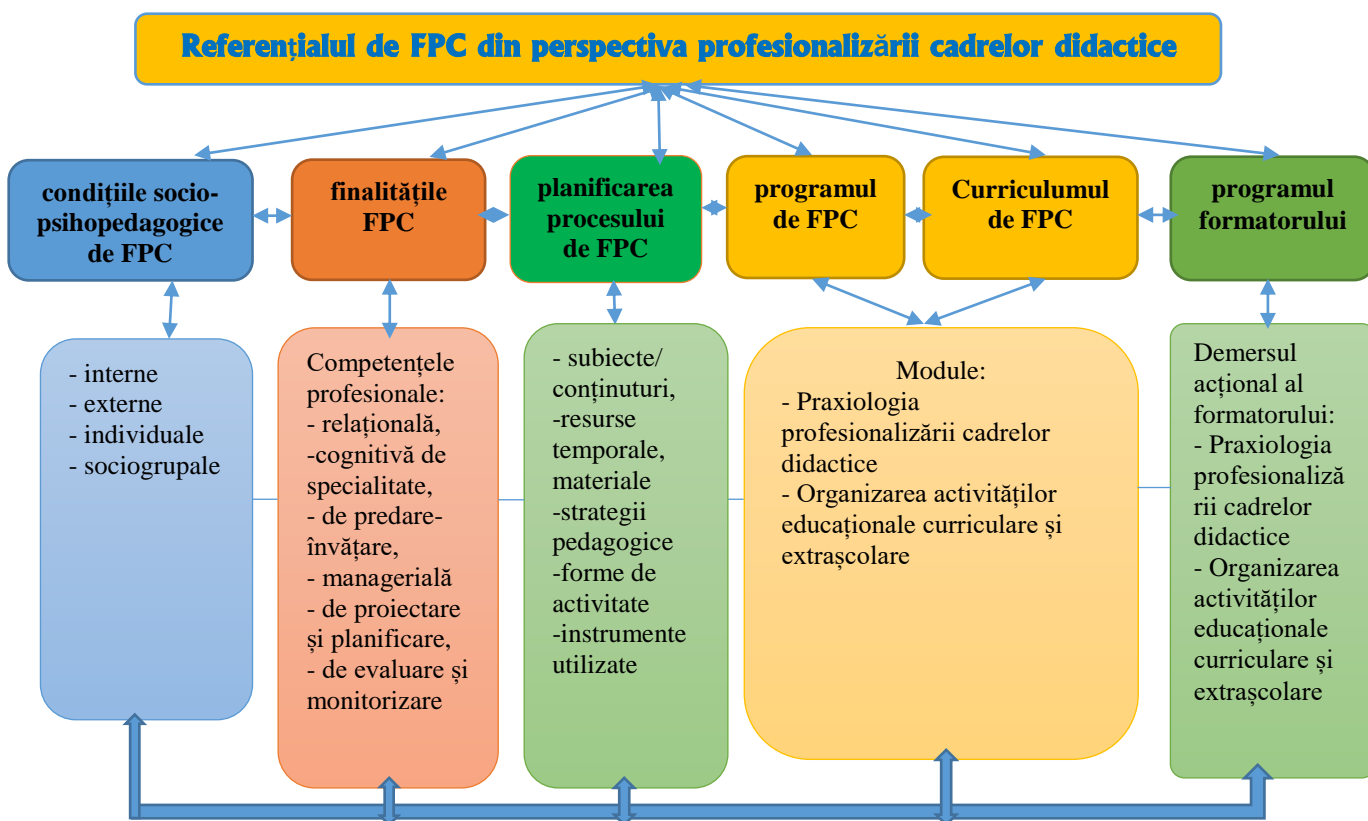 Referențialul de FPC din perspectiva profesionalizării cadrelor didactice
condițiile socio-
psihopedagogice
de FPC
finalitățile
FPC
planificarea
procesului
de FPC
programul
de FPC
Curriculumul
de FPC
programul
formatorului
- interne
- externe
- individuale
- sociogrupale
Competențele
profesionale:
- relațională,
-cognitivă de
specialitate,
- de predare-
învățare,
- managerială
- de proiectare
și planificare,
- de evaluare și
monitorizare
- subiecte/
conținuturi,
-resurse
temporale,
materiale
-strategii
pedagogice
-forme de
activitate
-instrumente
utilizate
Module:
- Praxiologia
profesionalizării cadrelor
didactice
- Organizarea activităților
educaționale curriculare și
extrașcolare
Demersul
acțional al
formatorului:
- Praxiologia
profesionaliză
rii cadrelor
didactice
- Organizarea
activităților
educaționale
curriculare și
extrașcolare